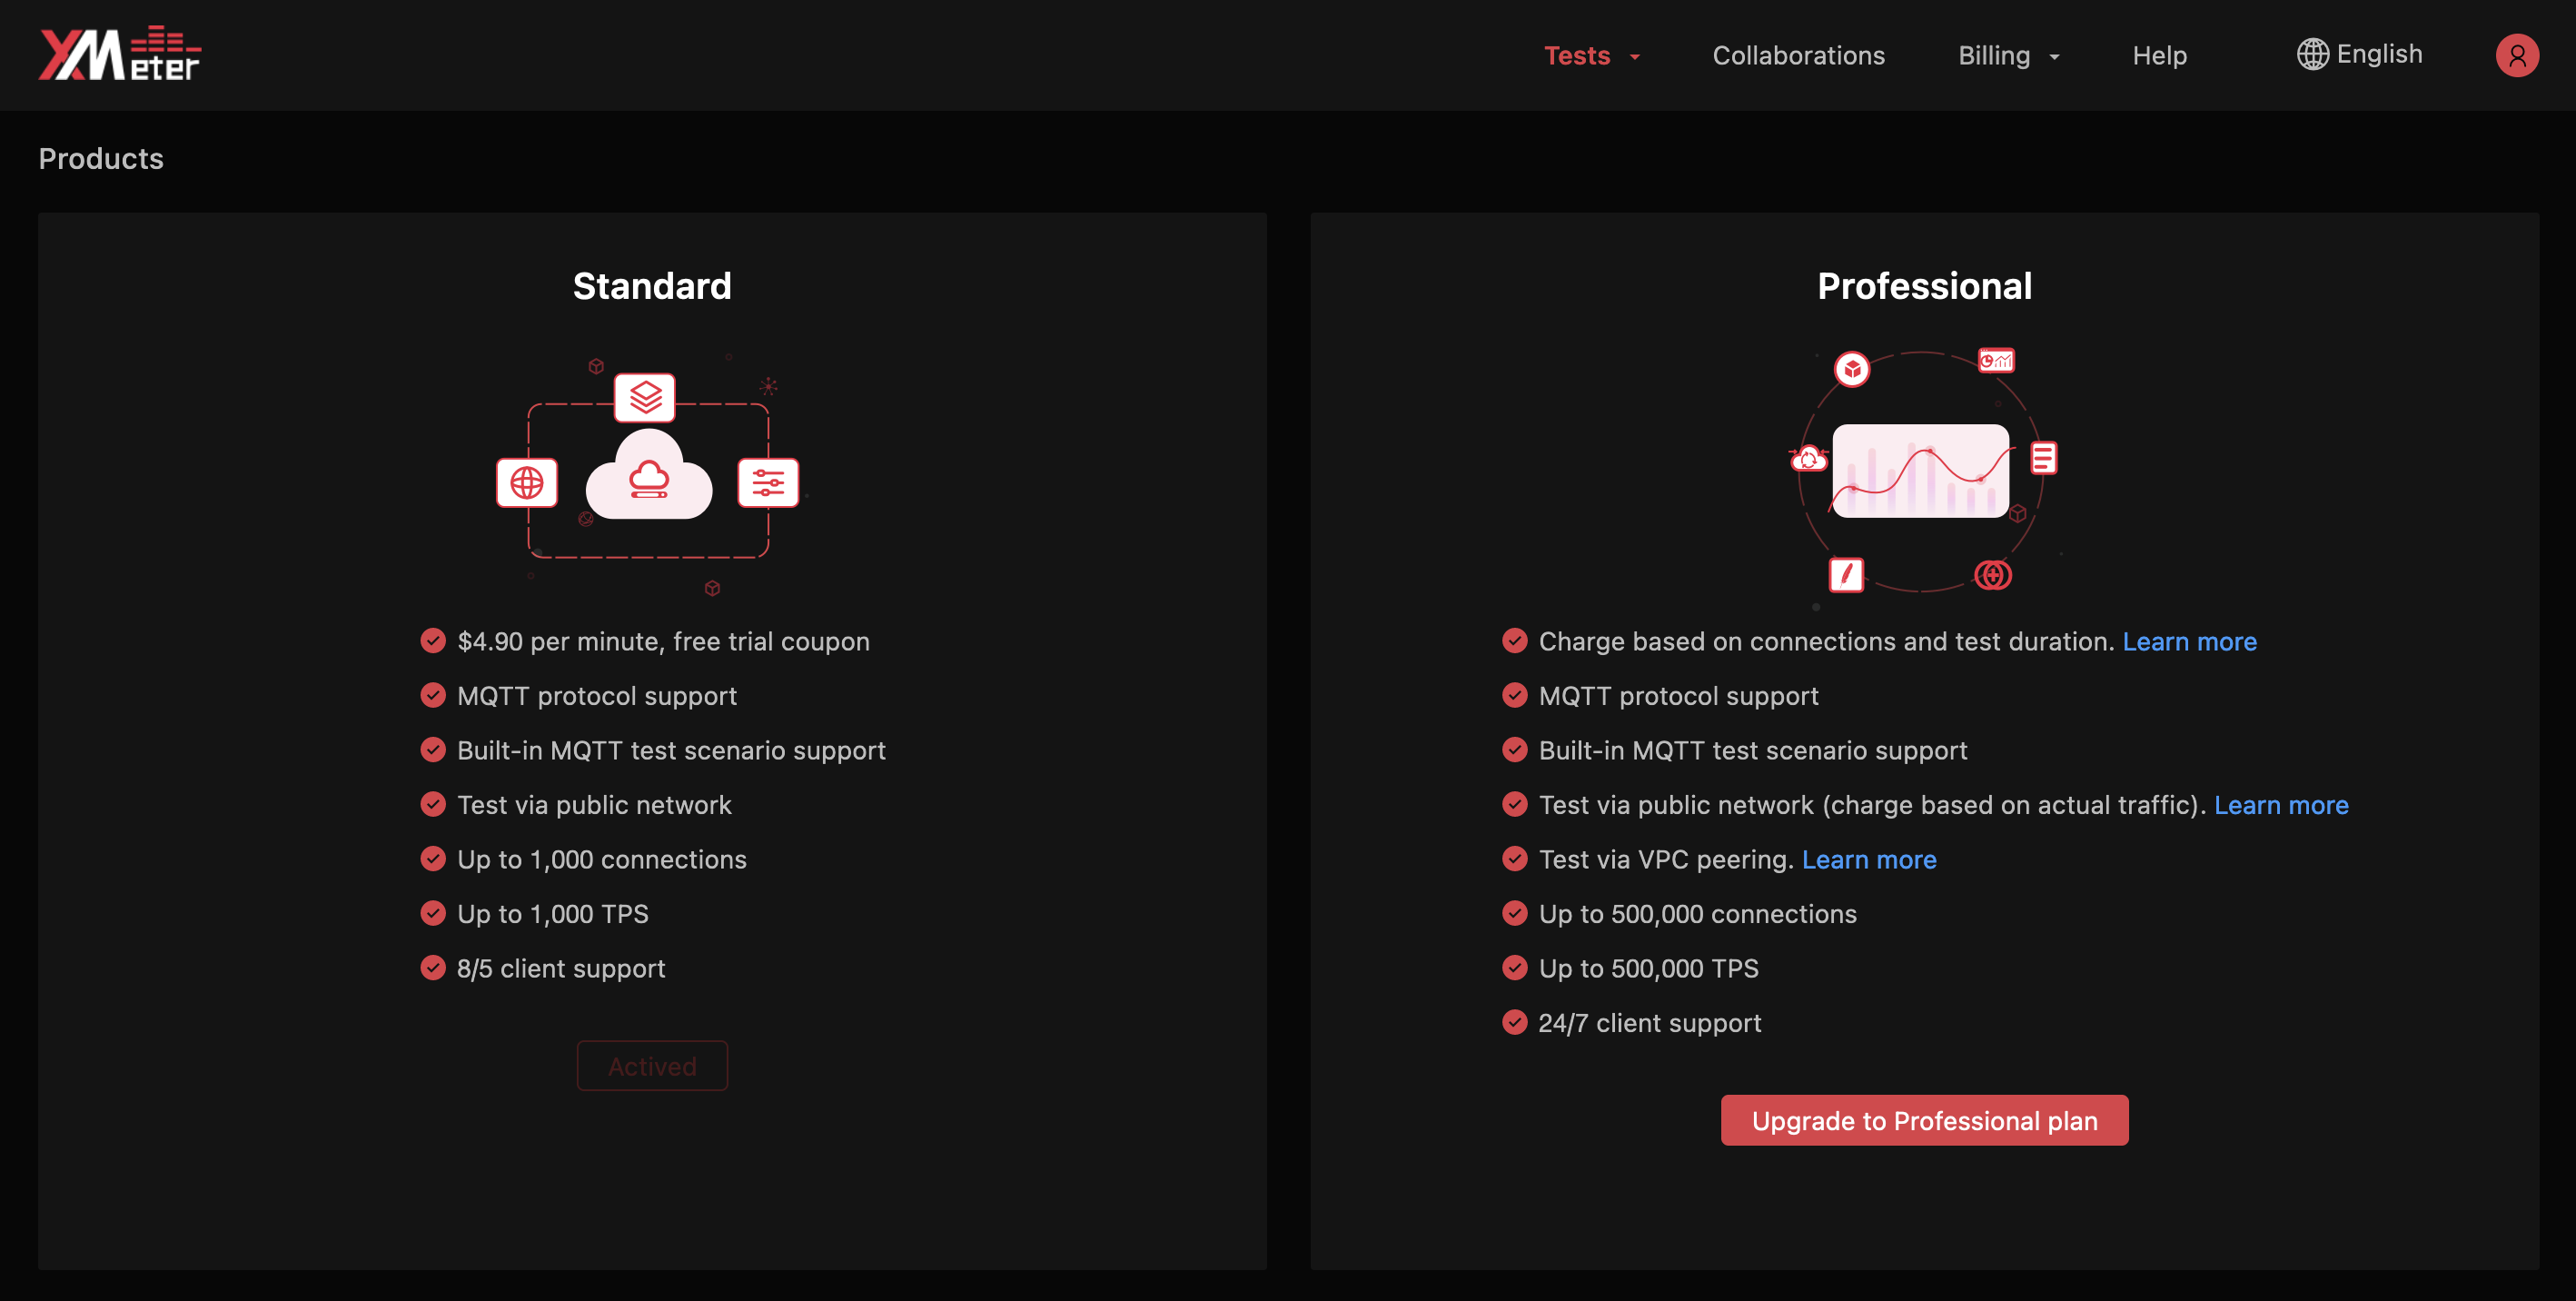 XMeter
Tests
Collaborations
Billing
Help
English
Products
Standard
$4.90 per minute, free trial coupon
MQTT protocol support
Built-in MQTT test scenario support
Test via public network
Up to 1,000 connections
Up to 1,000 TPS
8/5 client support
Actived
Professional
Charge based on connections and test duration. Learn more
MQTT protocol support
Built-in MQTT test scenario support
Test via public network (charge based on actual traffic). Learn more
Test via VPC peering. Learn more
Up to 500,000 connections
Up to 500,000 TPS
24/7 client support
Upgrade to Professional plan